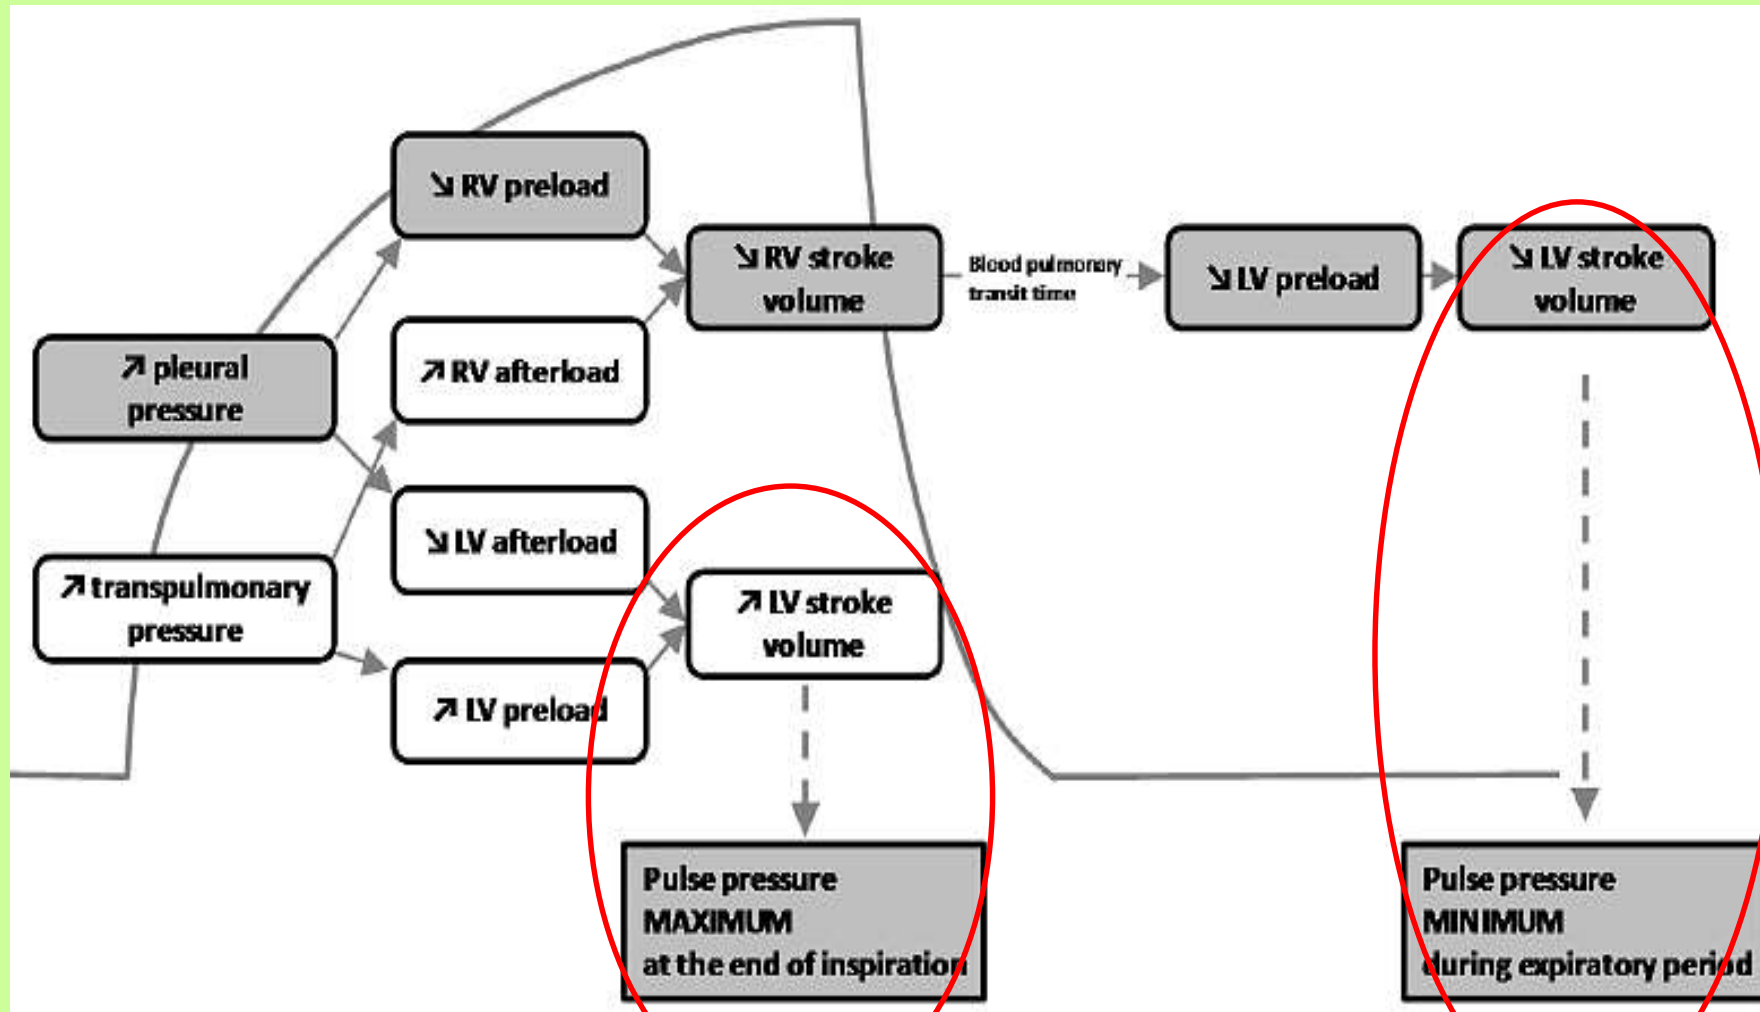 ↘ RV preload
↘ RV stroke
volume
Blood pulmonary
transit time
↘ LV preload
↘ LV stroke
volume
↗ pleural
pressure
↗ RV afterload
↘ LV afterload
↗ transpulmonary
pressure
↗ LV stroke
volume
↗ LV preload
Pulse pressure
MAXIMUM
at the end of inspiration
Pulse pressure
MINIMUM
during expiratory period